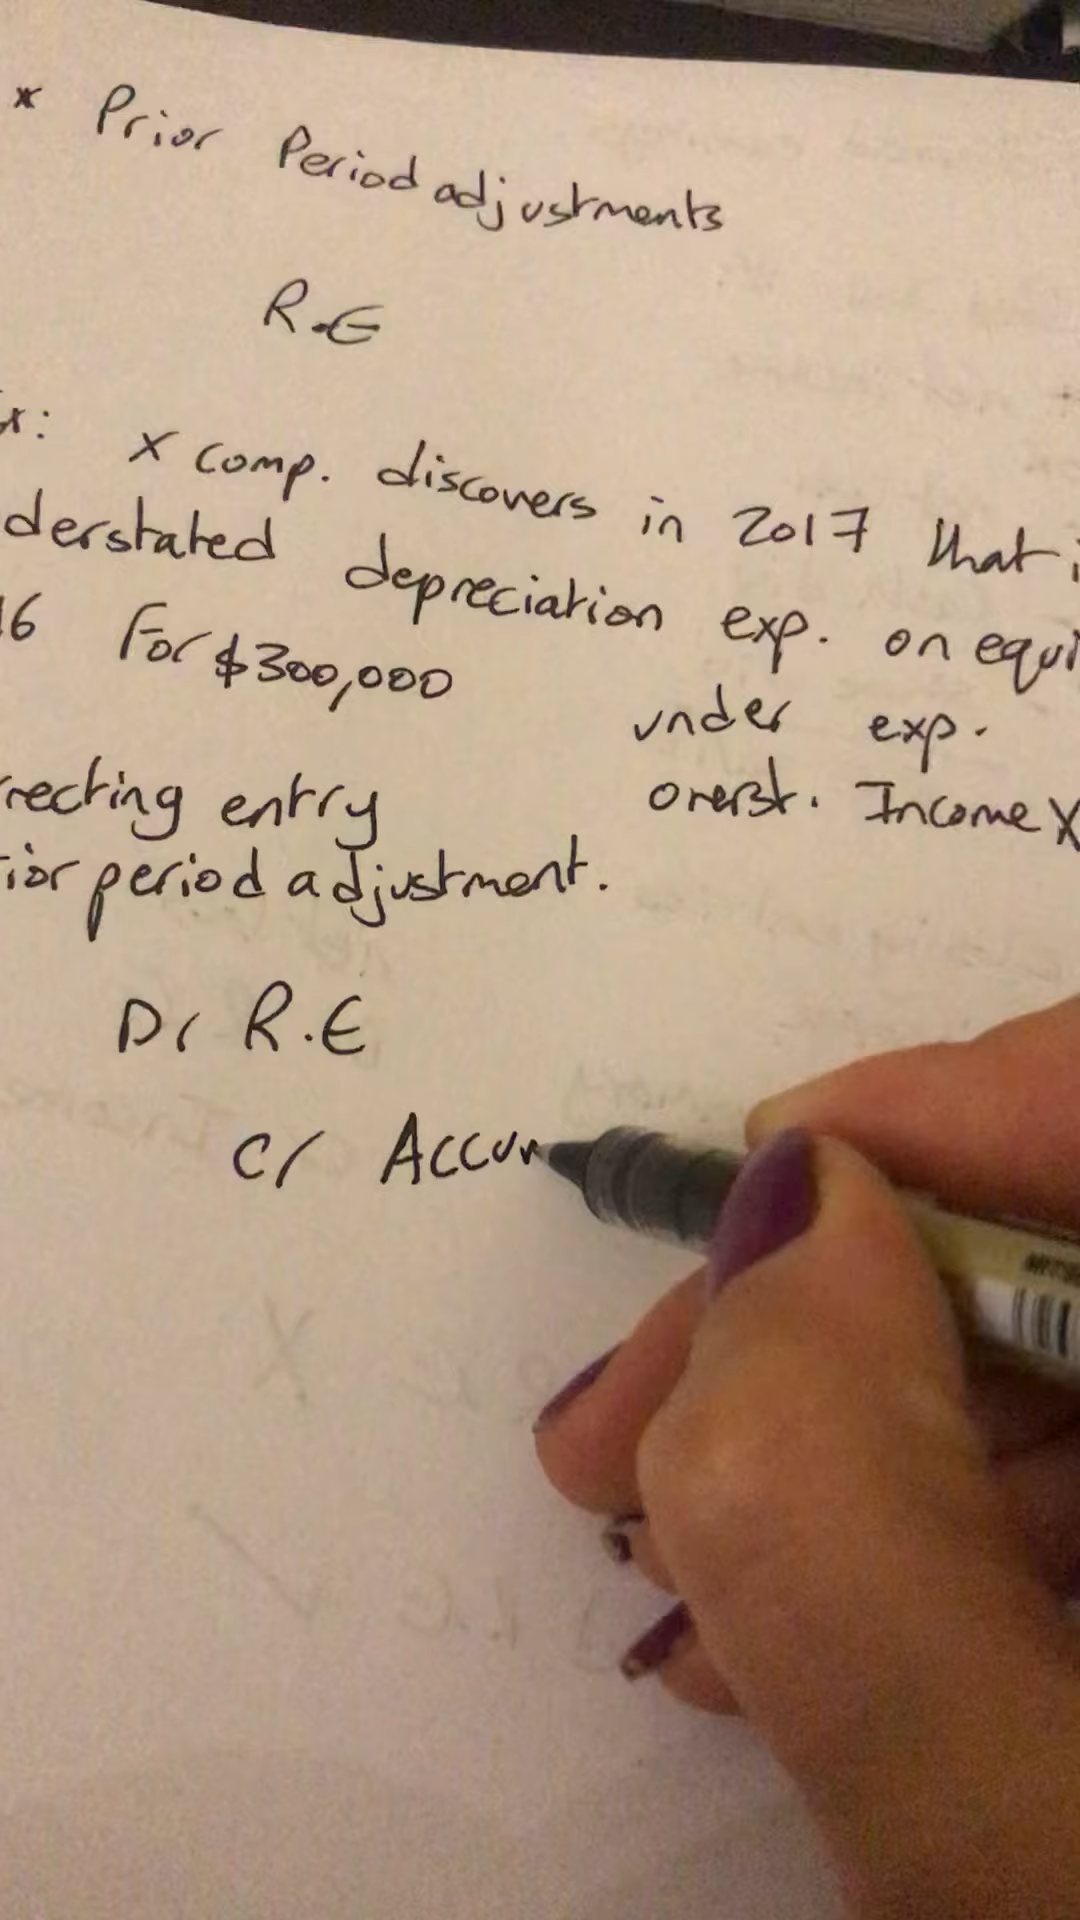 * Prior Period adjustments
R.E
x: X comp. discovers in 2017 that i
derstated depreciation exp. on equi
16 For $300,000
under exp.
overst. Income X
recting entry
ior period adjustment.
Dr R.E
Cr Accum